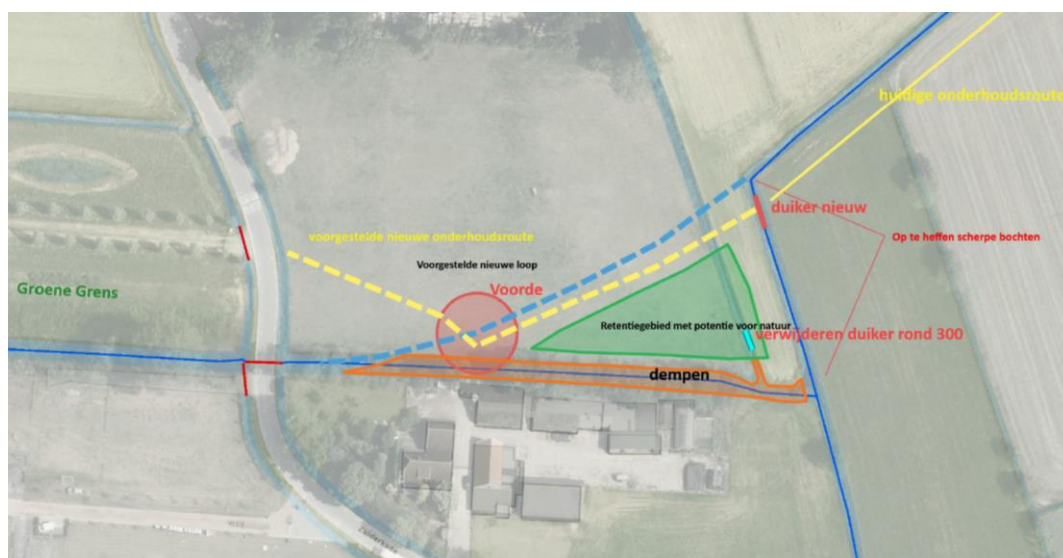 huidige onderhoudsroute
duiker nieuw
voorgestelde nieuwe onderhoudsroute
Op te heffen scherpe bochten
Voorgestelde nieuwe loop
Groene Grens
Voorde
Retentiegebied met potentie voor natuur
verwijderen duiker rond 300
dempen